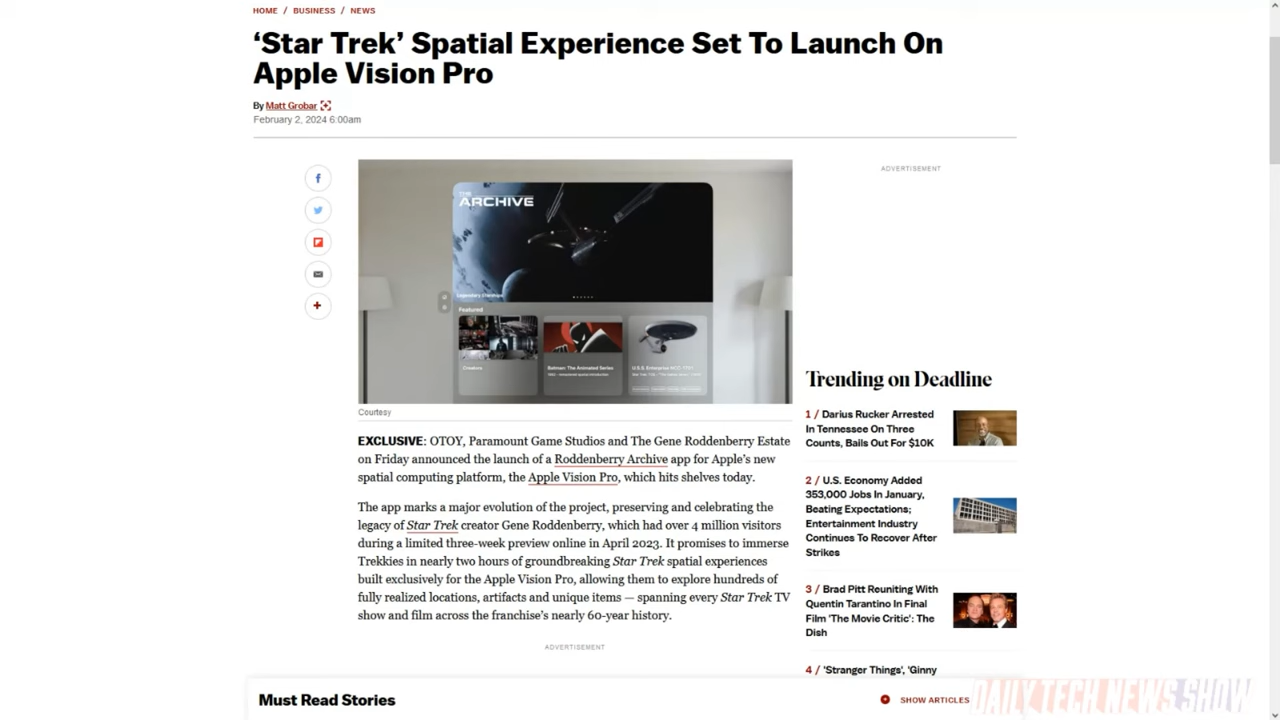 HOME / BUSINESS / NEWS
‘Star Trek’ Spatial Experience Set To Launch On
Apple Vision Pro
By Matt Grobar
February 2, 2024 6:00am
THE
ARCHIVE
Legendary Starships
Featured
Creators
Batman: The Animated Series
Courtesy
EXCLUSIVE: OTOY, Paramount Game Studios and The Gene Roddenberry Estate
on Friday announced the launch of a Roddenberry Archive app for Apple’s new
spatial computing platform, the Apple Vision Pro, which hits shelves today.
The app marks a major evolution of the project, preserving and celebrating the
legacy of Star Trek creator Gene Roddenberry, which had over 4 million visitors
during a limited three-week preview online in April 2023. It promises to immerse
Trekkies in nearly two hours of groundbreaking Star Trek spatial experiences
built exclusively for the Apple Vision Pro, allowing them to explore hundreds of
fully realized locations, artifacts and unique items — spanning every Star Trek TV
show and film across the franchise’s nearly 60-year history.
ADVERTISEMENT
ADVERTISEMENT
Trending on Deadline
1 / Darius Rucker Arrested
In Tennessee On Three
Counts, Bails Out For $10K
2 / U.S. Economy Added
353,000 Jobs In January,
Beating Expectations;
Entertainment Industry
Continues To Recover After
Strikes
3 / Brad Pitt Reuniting With
Quentin Tarantino In Final
Film ‘The Movie Critic’: The
Dish
4 / ‘Stranger Things’, ‘Ginny
Must Read Stories
SHOW ARTICLES
DAILY TECH NEWS SHOW